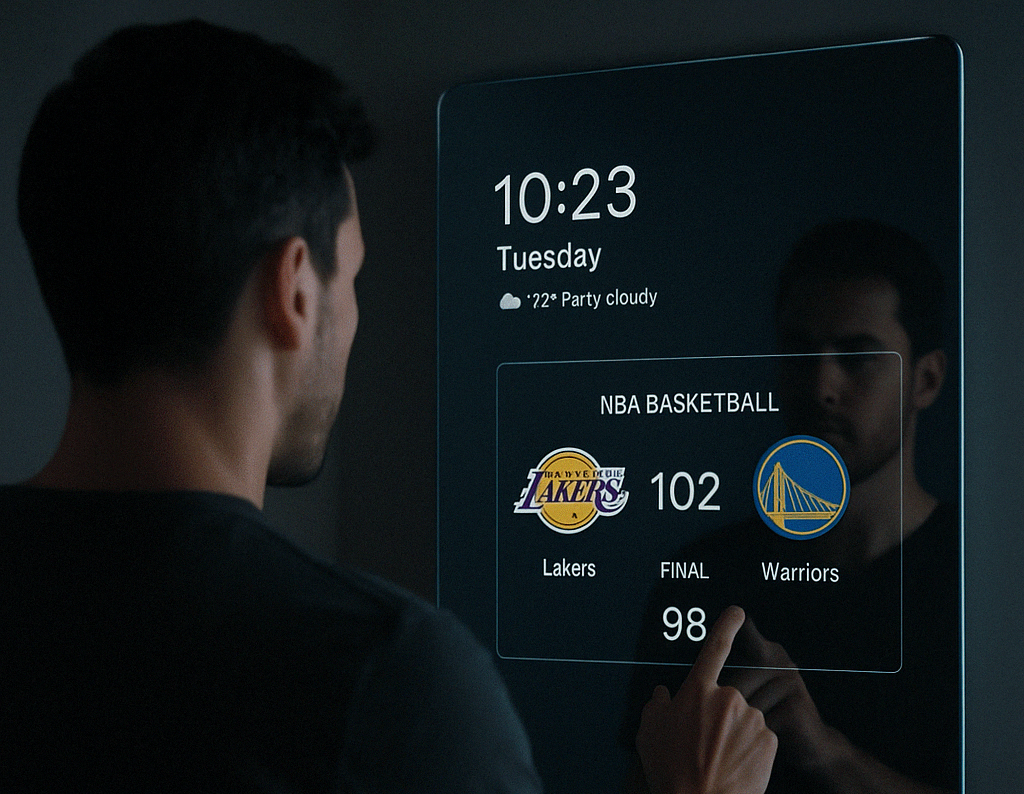 10:23
Tuesday
22° Party cloudy
NBA BASKETBALL
LAKERS
102
Lakers
FINAL
Warriors
98